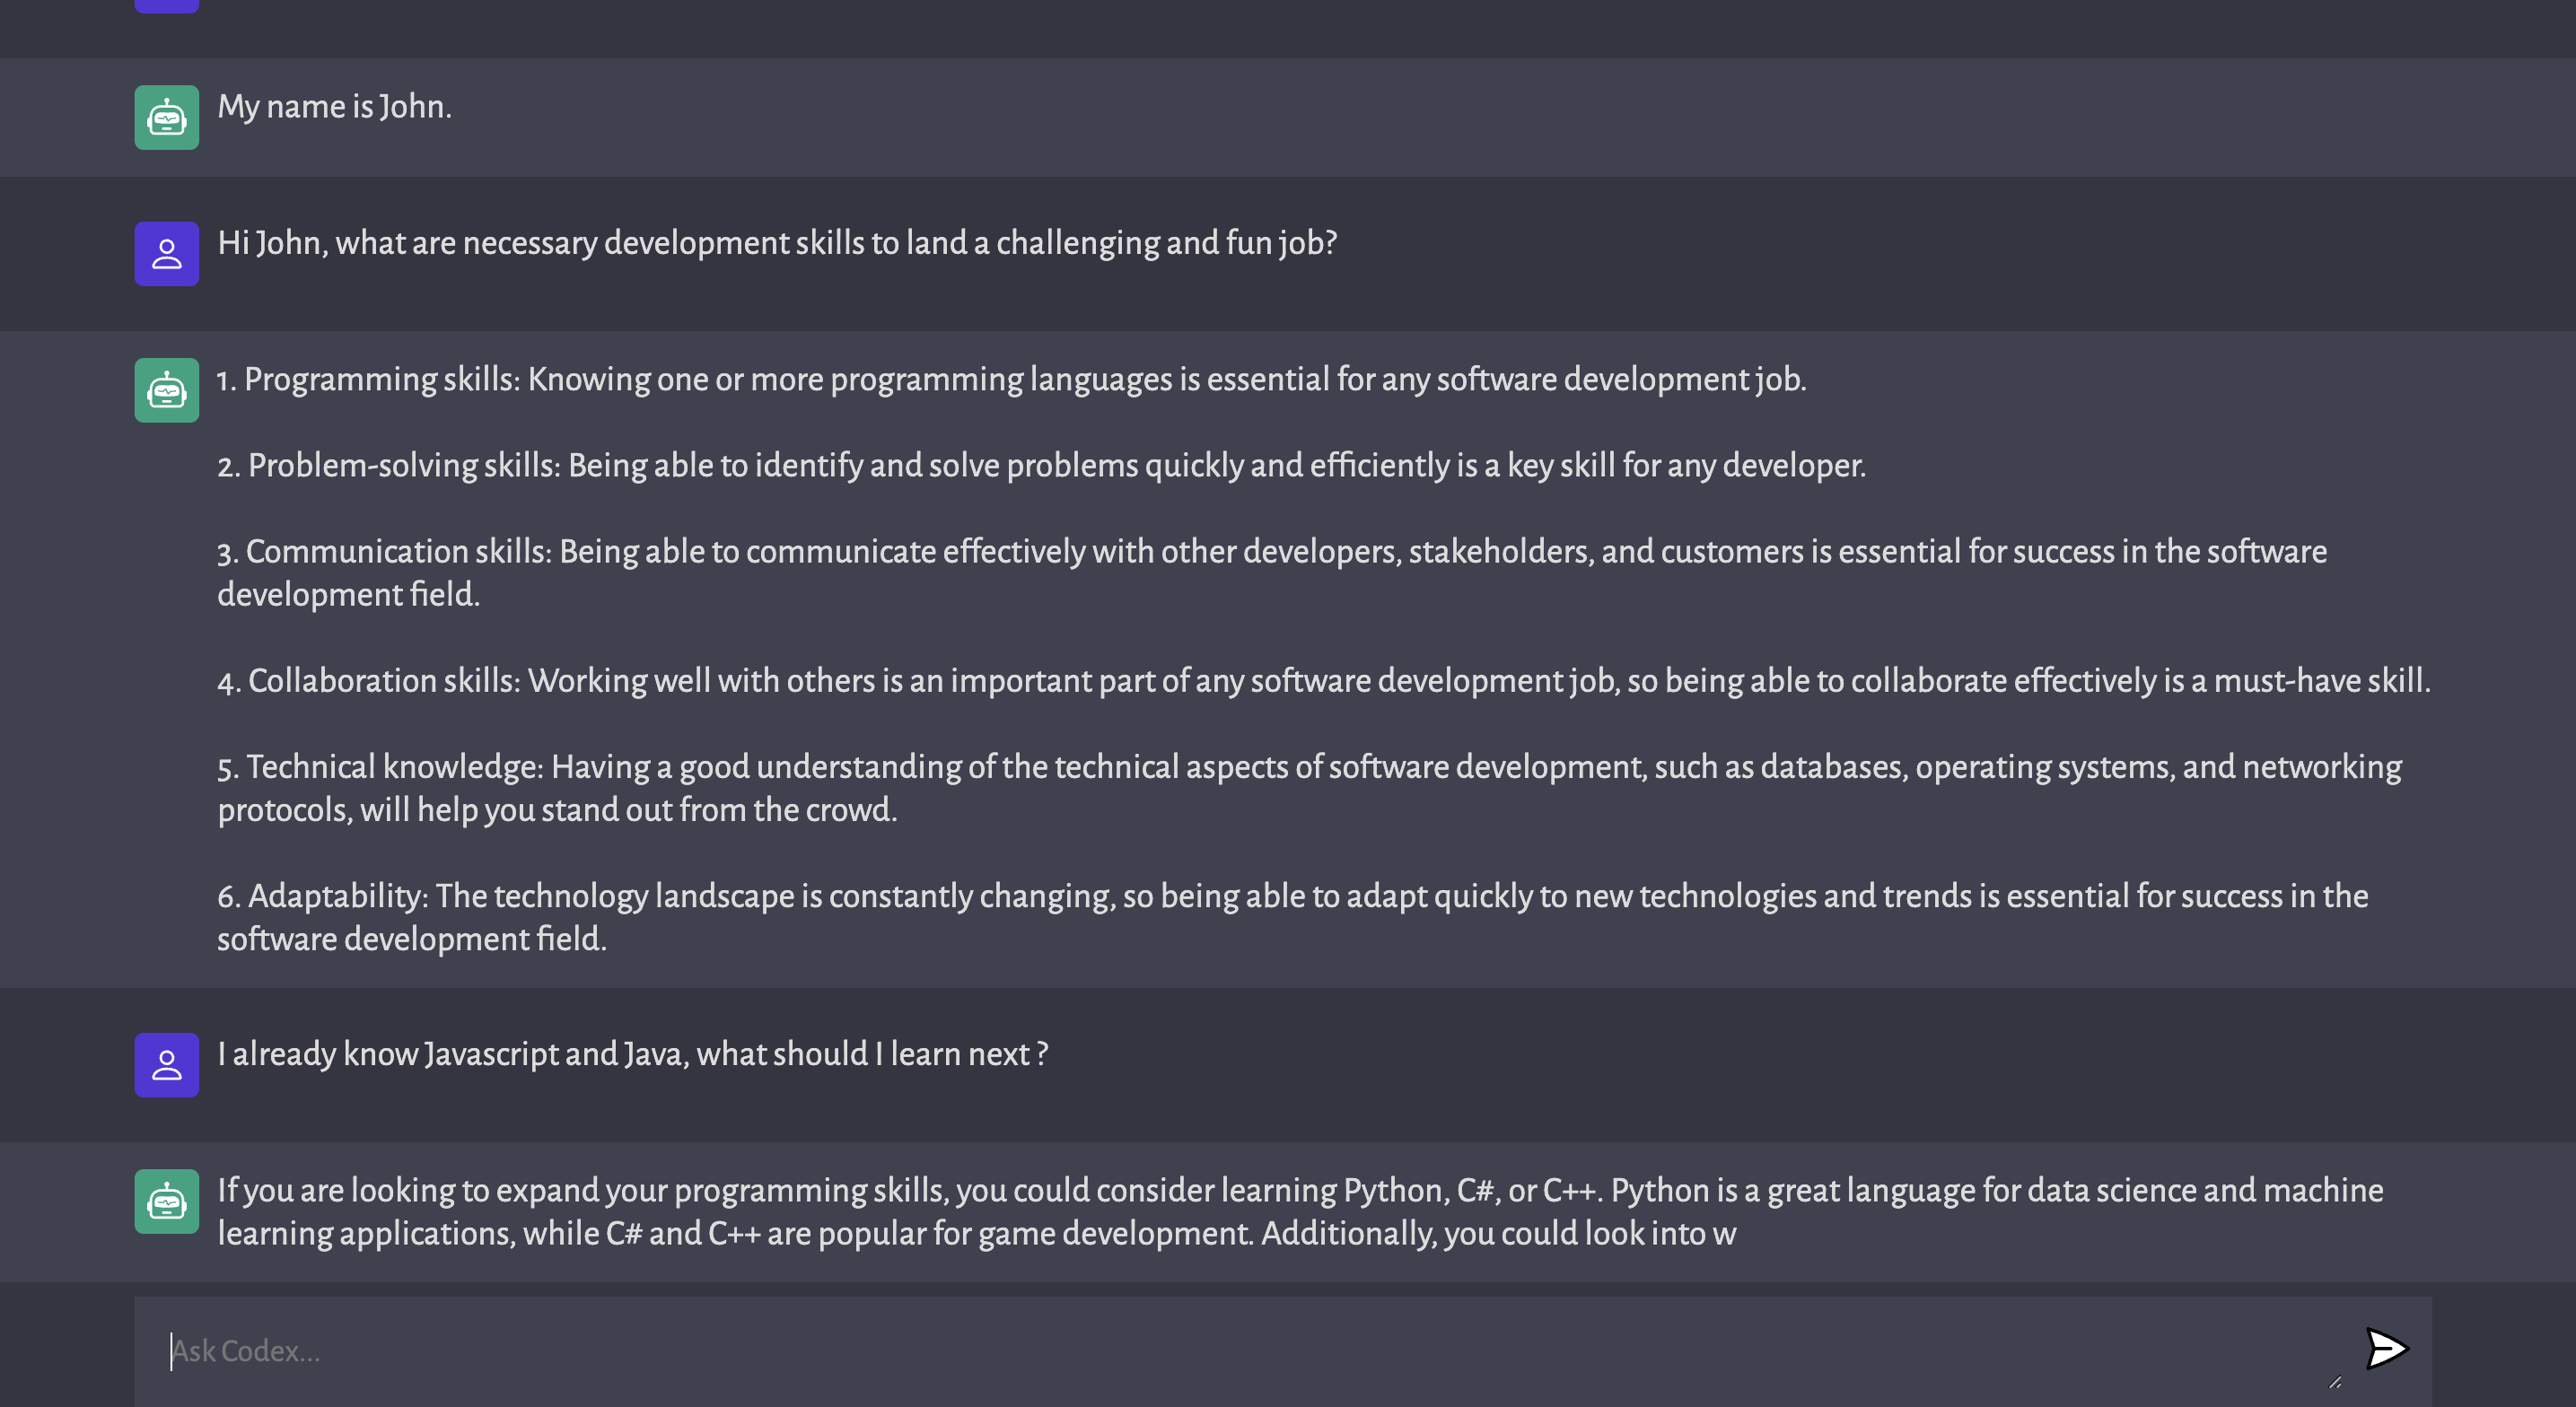 My name is John.
Hi John, what are necessary development skills to land a challenging and fun job?
1. Programming skills: Knowing one or more programming languages is essential for any software development job.
2. Problem-solving skills: Being able to identify and solve problems quickly and efficiently is a key skill for any developer.
3. Communication skills: Being able to communicate effectively with other developers, stakeholders, and customers is essential for success in the software
development field.
4. Collaboration skills: Working well with others is an important part of any software development job, so being able to collaborate effectively is a must-have skill.
5. Technical knowledge: Having a good understanding of the technical aspects of software development, such as databases, operating systems, and networking
protocols, will help you stand out from the crowd.
6. Adaptability: The technology landscape is constantly changing, so being able to adapt quickly to new technologies and trends is essential for success in the
software development field.
I already know Javascript and Java, what should I learn next ?
If you are looking to expand your programming skills, you could consider learning Python, C#, or C++. Python is a great language for data science and machine
learning applications, while C# and C++ are popular for game development. Additionally, you could look into w
Ask Codex...